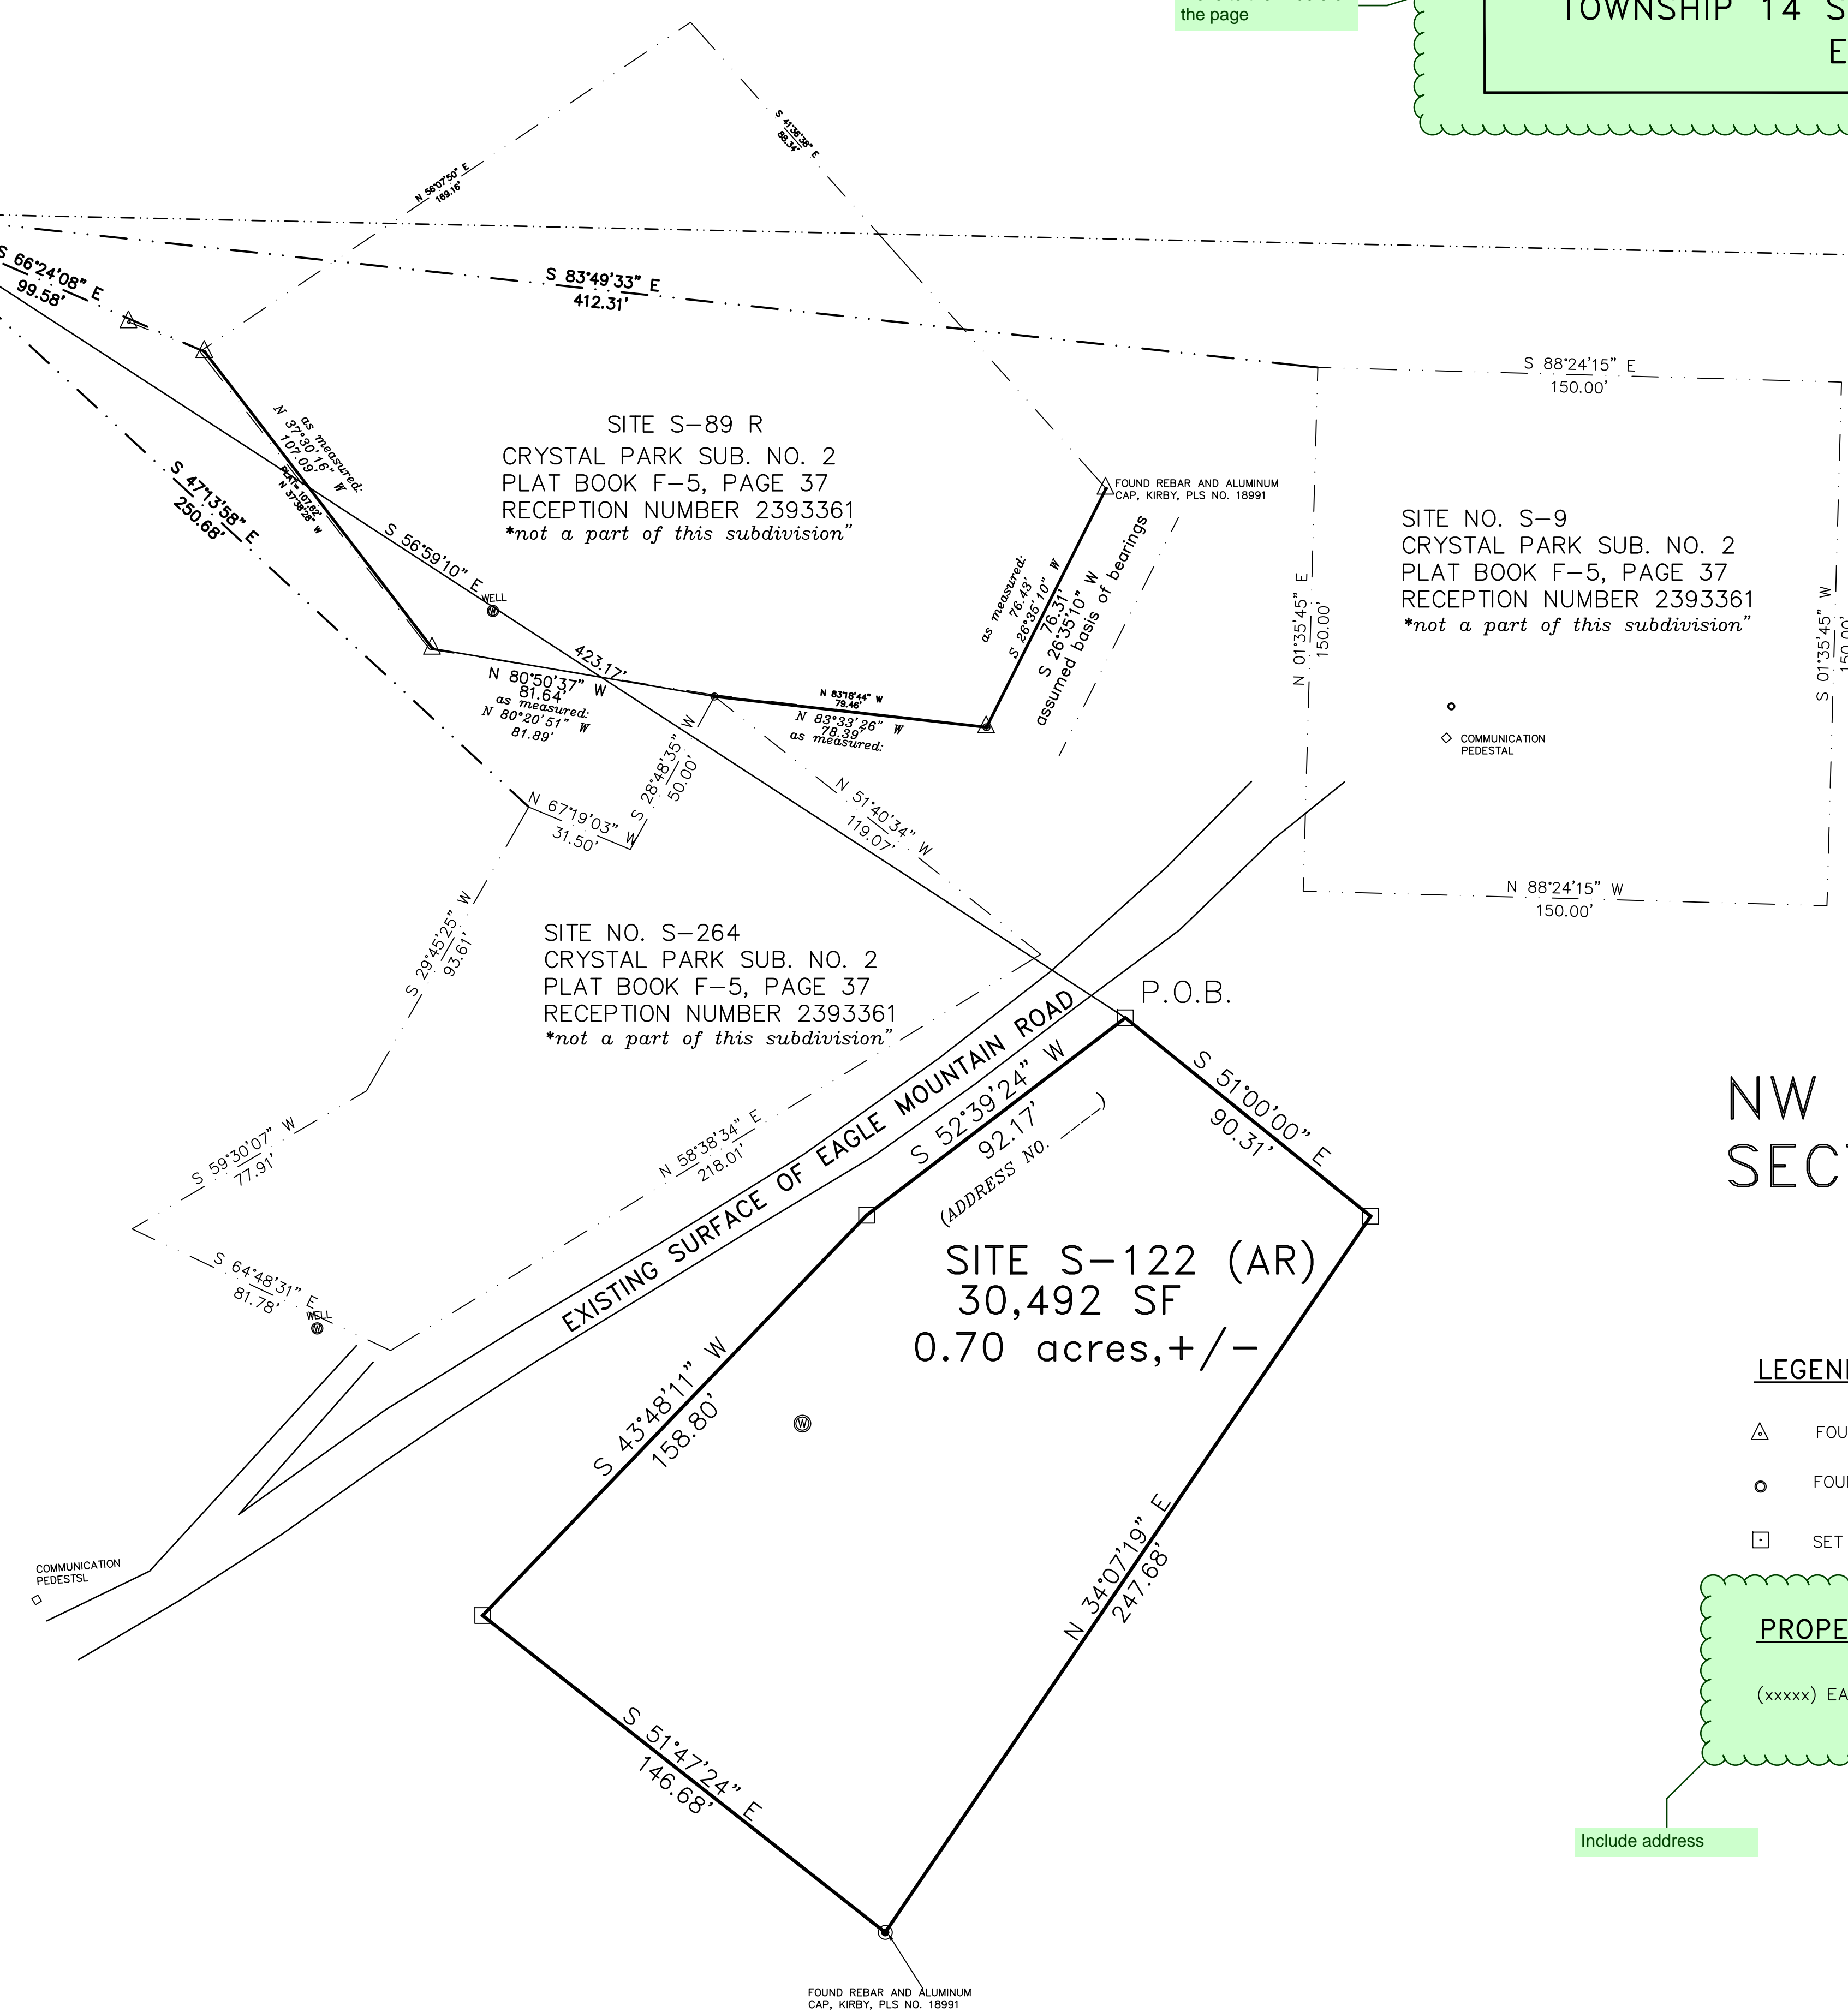 the page
TOWNSHIP 14 S
E
S 41°36'38" E
88.34'
N 56°07'50" E
169.16'
S 66°24'08" E
99.58'
S 83°49'33" E
412.31'
S 88°24'15" E
150.00'
as measured:
N 37°30'16" W
107.09'
PLAT= 107.62'
N 37°38'28" W
SITE S-89 R
CRYSTAL PARK SUB. NO. 2
PLAT BOOK F-5, PAGE 37
RECEPTION NUMBER 2393361
*not a part of this subdivision"
FOUND REBAR AND ALUMINUM
CAP, KIRBY, PLS NO. 18991
SITE NO. S-9
CRYSTAL PARK SUB. NO. 2
PLAT BOOK F-5, PAGE 37
RECEPTION NUMBER 2393361
*not a part of this subdivision"
S 47°13'58" E
250.68'
S 56°59'10" E
423.17'
WELL
W
as measured:
76.43'
S 26°35'10" W
76.31'
S 26°35'10" W
assumed basis of bearings
N 01°35'45" E
150.00'
S 01°35'45" W
150.00'
N 80°50'37" W
81.64'
as measured:
N 80°20'51" W
81.89'
N 83°18'44" W
79.46'
N 83°33'26" W
78.39'
as measured:
COMMUNICATION
PEDESTAL
S 28°48'35" W
50.00'
N 67°19'03" W
31.50'
N 51°40'34" W
119.07'
N 88°24'15" W
150.00'
S 29°45'25" W
93.61'
SITE NO. S-264
CRYSTAL PARK SUB. NO. 2
PLAT BOOK F-5, PAGE 37
RECEPTION NUMBER 2393361
*not a part of this subdivision"
P.O.B.
EXISTING SURFACE OF EAGLE MOUNTAIN ROAD
S 52°39'24" W
92.17'
(ADDRESS NO. _____)
S 51°00'00" E
90.31'
NW
SECT
S 59°30'07" W
77.91'
N 58°38'34" E
218.01'
S 64°48'31" E
81.78'
WELL
W
SITE S-122 (AR)
30,492 SF
0.70 acres,+/-
S 43°48'11" W
158.80'
W
LEGEND
FOU
FOU
SET
N 34°07'19" E
247.68'
COMMUNICATION
PEDESTSL
PROPE
(xxxxx) EA
S 51°47'24" E
146.68'
Include address
FOUND REBAR AND ALUMINUM
CAP, KIRBY, PLS NO. 18991